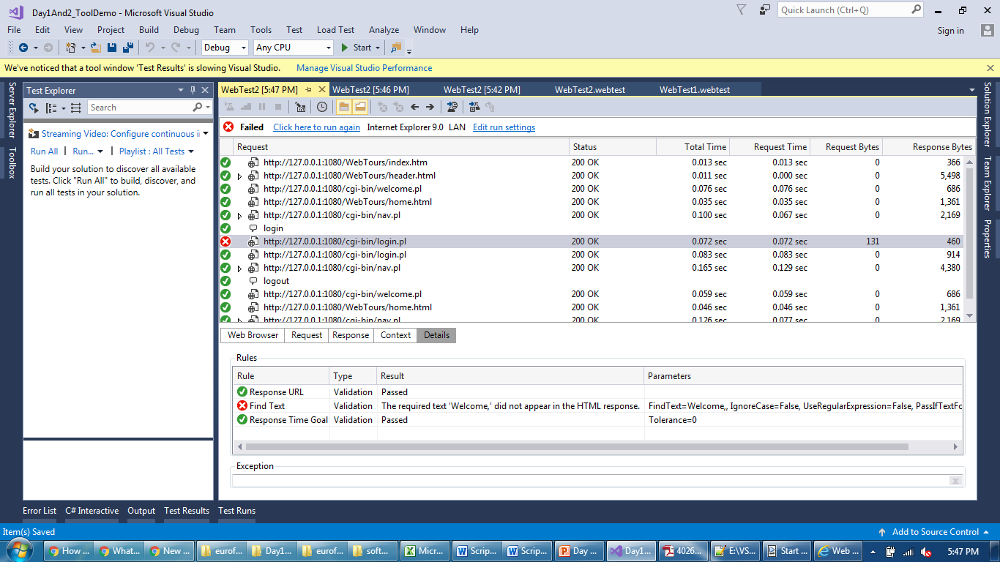 Day1And2_ToolDemo - Microsoft Visual Studio
Quick Launch (Ctrl+Q)
File Edit View Project Build Debug Team Tools Test Load Test Analyze Window Help
Sign in
Debug Any CPU Start
We've noticed that a tool window 'Test Results' is slowing Visual Studio. Manage Visual Studio Performance
Server Explorer
Toolbox
Test Explorer
Search
Streaming Video: Configure continuous i
Run All Run... Playlist : All Tests
Build your solution to discover all available
tests. Click "Run All" to build, discover, and
run all tests in your solution.
WebTest2 [5:47 PM] WebTest2 [5:46 PM] WebTest2 [5:42 PM] WebTest2.webtest WebTest1.webtest
Failed Click here to run again Internet Explorer 9.0 LAN Edit run settings
Request Status Total Time Request Time Request Bytes Response Bytes
http://127.0.0.1:1080/WebTours/index.htm 200 OK 0.013 sec 0.013 sec 0 366
http://127.0.0.1:1080/WebTours/header.html 200 OK 0.011 sec 0.000 sec 0 5,498
http://127.0.0.1:1080/cgi-bin/welcome.pl 200 OK 0.076 sec 0.076 sec 0 686
http://127.0.0.1:1080/WebTours/home.html 200 OK 0.035 sec 0.035 sec 0 1,361
http://127.0.0.1:1080/cgi-bin/nav.pl 200 OK 0.100 sec 0.067 sec 0 2,169
login
http://127.0.0.1:1080/cgi-bin/login.pl 200 OK 0.072 sec 0.072 sec 131 460
http://127.0.0.1:1080/cgi-bin/login.pl 200 OK 0.083 sec 0.083 sec 0 914
http://127.0.0.1:1080/cgi-bin/nav.pl 200 OK 0.165 sec 0.129 sec 0 4,380
logout
http://127.0.0.1:1080/cgi-bin/welcome.pl 200 OK 0.059 sec 0.059 sec 0 686
http://127.0.0.1:1080/WebTours/home.html 200 OK 0.046 sec 0.046 sec 0 1,361
http://127.0.0.1:1080/cgi-bin/nav.pl 200 OK 0.126 sec 0.077 sec 0 2,169
Web Browser Request Response Context Details
Rules
Rule Type Result Parameters
Response URL Validation Passed
Find Text Validation The required text 'Welcome,' did not appear in the HTML response. FindText=Welcome,, IgnoreCase=False, UseRegularExpression=False, PassIfTextFo
Response Time Goal Validation Passed Tolerance=0
Exception
Solution Explorer
Team Explorer
Properties
Error List C# Interactive Output Test Results Test Runs
Item(s) Saved
Add to Source Control
How ... What... New ... eurof... Day1... eurof... soft... Micr... Scrip... Scrip... Day ... Day1... 4026... E:\VS... Start ... Web ... 5:47 PM